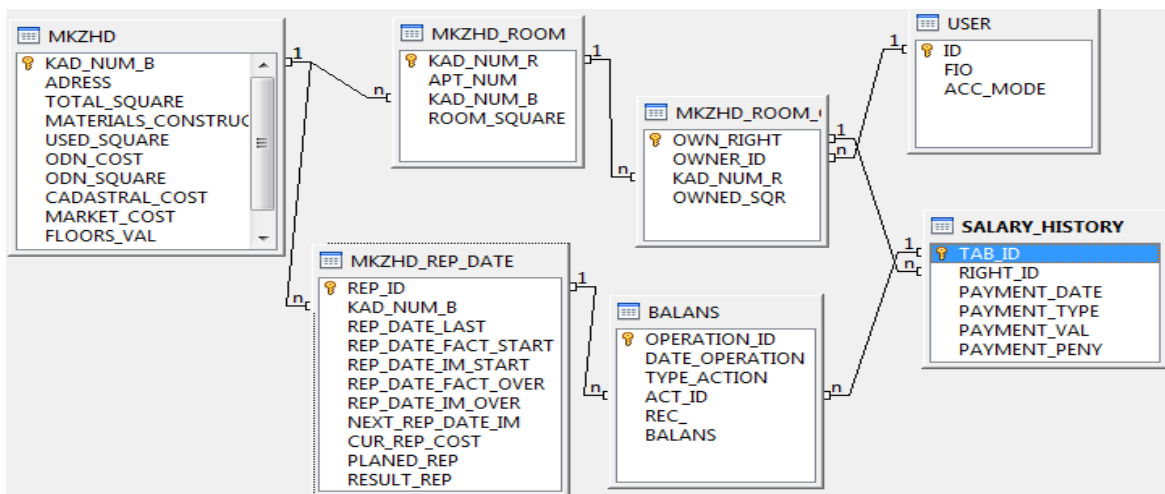 MKZHD
KAD_NUM_B
ADRESS
TOTAL_SQUARE
MATERIALS_CONSTRUC
USED_SQUARE
ODN_COST
ODN_SQUARE
CADASTRAL_COST
MARKET_COST
FLOORS_VAL
1
n
n
MKZHD_ROOM
KAD_NUM_R
APT_NUM
KAD_NUM_B
ROOM_SQUARE
1
n
MKZHD_ROOM_
OWN_RIGHT
OWNER_ID
KAD_NUM_R
OWNED_SQR
1
n
USER
ID
FIO
ACC_MODE
1
MKZHD_REP_DATE
REP_ID
KAD_NUM_B
REP_DATE_LAST
REP_DATE_FACT_START
REP_DATE_IM_START
REP_DATE_FACT_OVER
REP_DATE_IM_OVER
NEXT_REP_DATE_IM
CUR_REP_COST
PLANED_REP
RESULT_REP
1
n
BALANS
OPERATION_ID
DATE_OPERATION
TYPE_ACTION
ACT_ID
REC_
BALANS
n
1
n
SALARY_HISTORY
TAB_ID
RIGHT_ID
PAYMENT_DATE
PAYMENT_TYPE
PAYMENT_VAL
PAYMENT_PENY